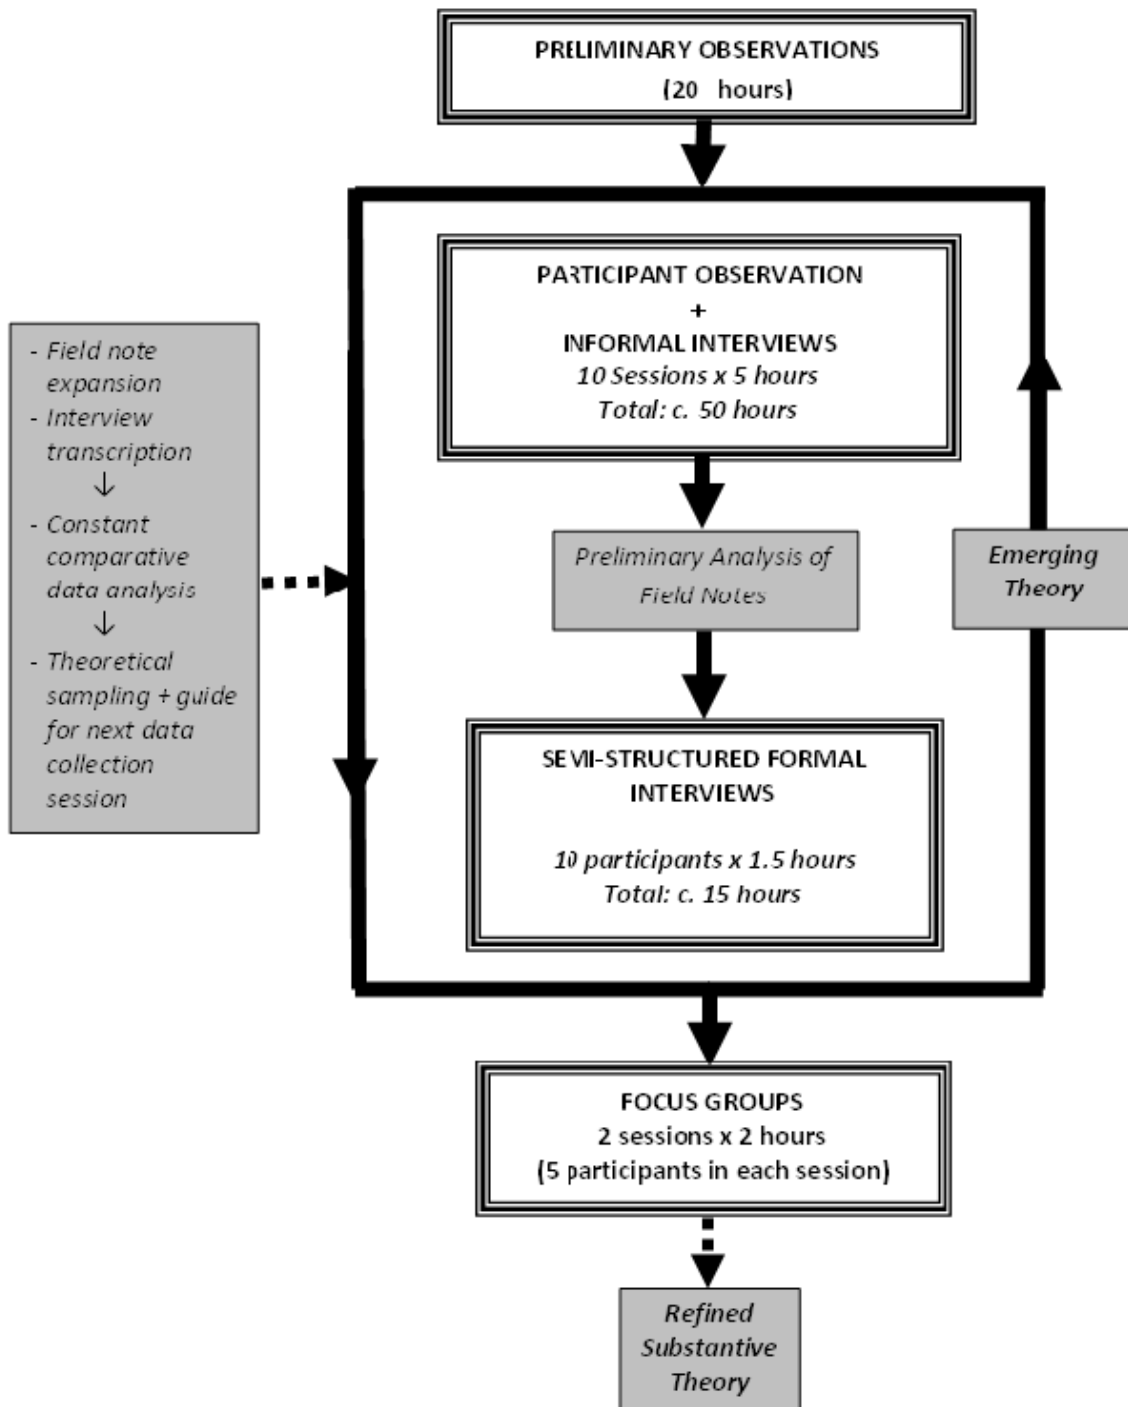 PRELIMINARY OBSERVATIONS
(20 hours)
PARTICIPANT OBSERVATION
+
INFORMAL INTERVIEWS
10 Sessions x 5 hours
Total: c. 50 hours
- Field note
expansion
- Interview
transcription
↓
- Constant
comparative
data analysis
↓
- Theoretical
sampling + guide
for next data
collection
session
Preliminary Analysis of
Field Notes
Emerging
Theory
SEMI-STRUCTURED FORMAL
INTERVIEWS
10 participants x 1.5 hours
Total: c. 15 hours
FOCUS GROUPS
2 sessions x 2 hours
(5 participants in each session)
Refined
Substantive
Theory